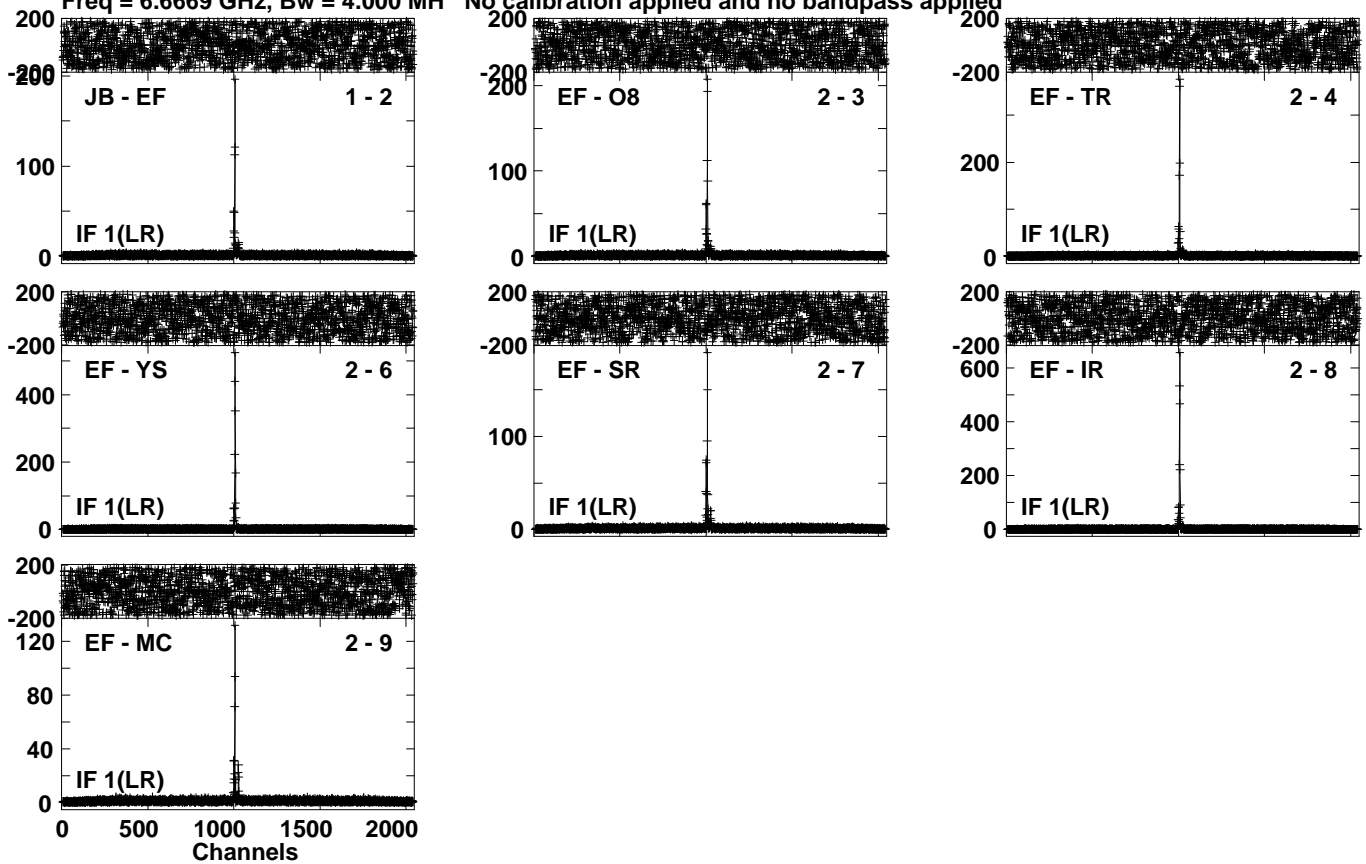 Freq = 6.6669 GHz, Bw = 4.000 MH No calibration applied and no bandpass applied
200 200 200
-200 -200 -200
200 200
JB - EF 1 - 2 EF - O8 2 - 3 EF - TR 2 - 4
100 100 200
IF 1(LR) IF 1(LR) IF 1(LR)
0 0 0
200 200 200
-200 -200 -200
EF - YS 2 - 6 EF - SR 2 - 7 EF - IR 2 - 8
600
400 100 400
200 200
IF 1(LR) IF 1(LR) IF 1(LR)
0 0 0
200
-200
EF - MC 2 - 9
120
80
40
IF 1(LR)
0
0 500 1000 1500 2000
Channels